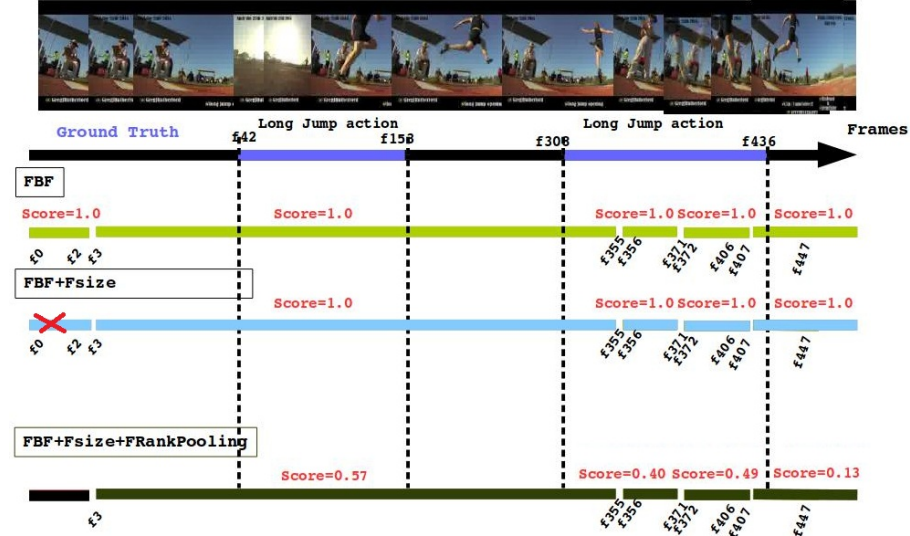 Ground Truth
Long Jump action
Long Jump action
Frames
f42
f153
f308
f436
FBF
Score=1.0
Score=1.0
Score=1.0
Score=1.0
Score=1.0
f0
f2
f3
f355
f356
f371
f372
f406
f407
f447
FBF+Fsize
Score=1.0
Score=1.0
Score=1.0
Score=1.0
f0
f2
f3
f355
f356
f371
f372
f406
f407
f447
FBF+Fsize+FRankPooling
Score=0.57
Score=0.40
Score=0.49
Score=0.13
f3
f355
f356
f371
f372
f406
f407
f447